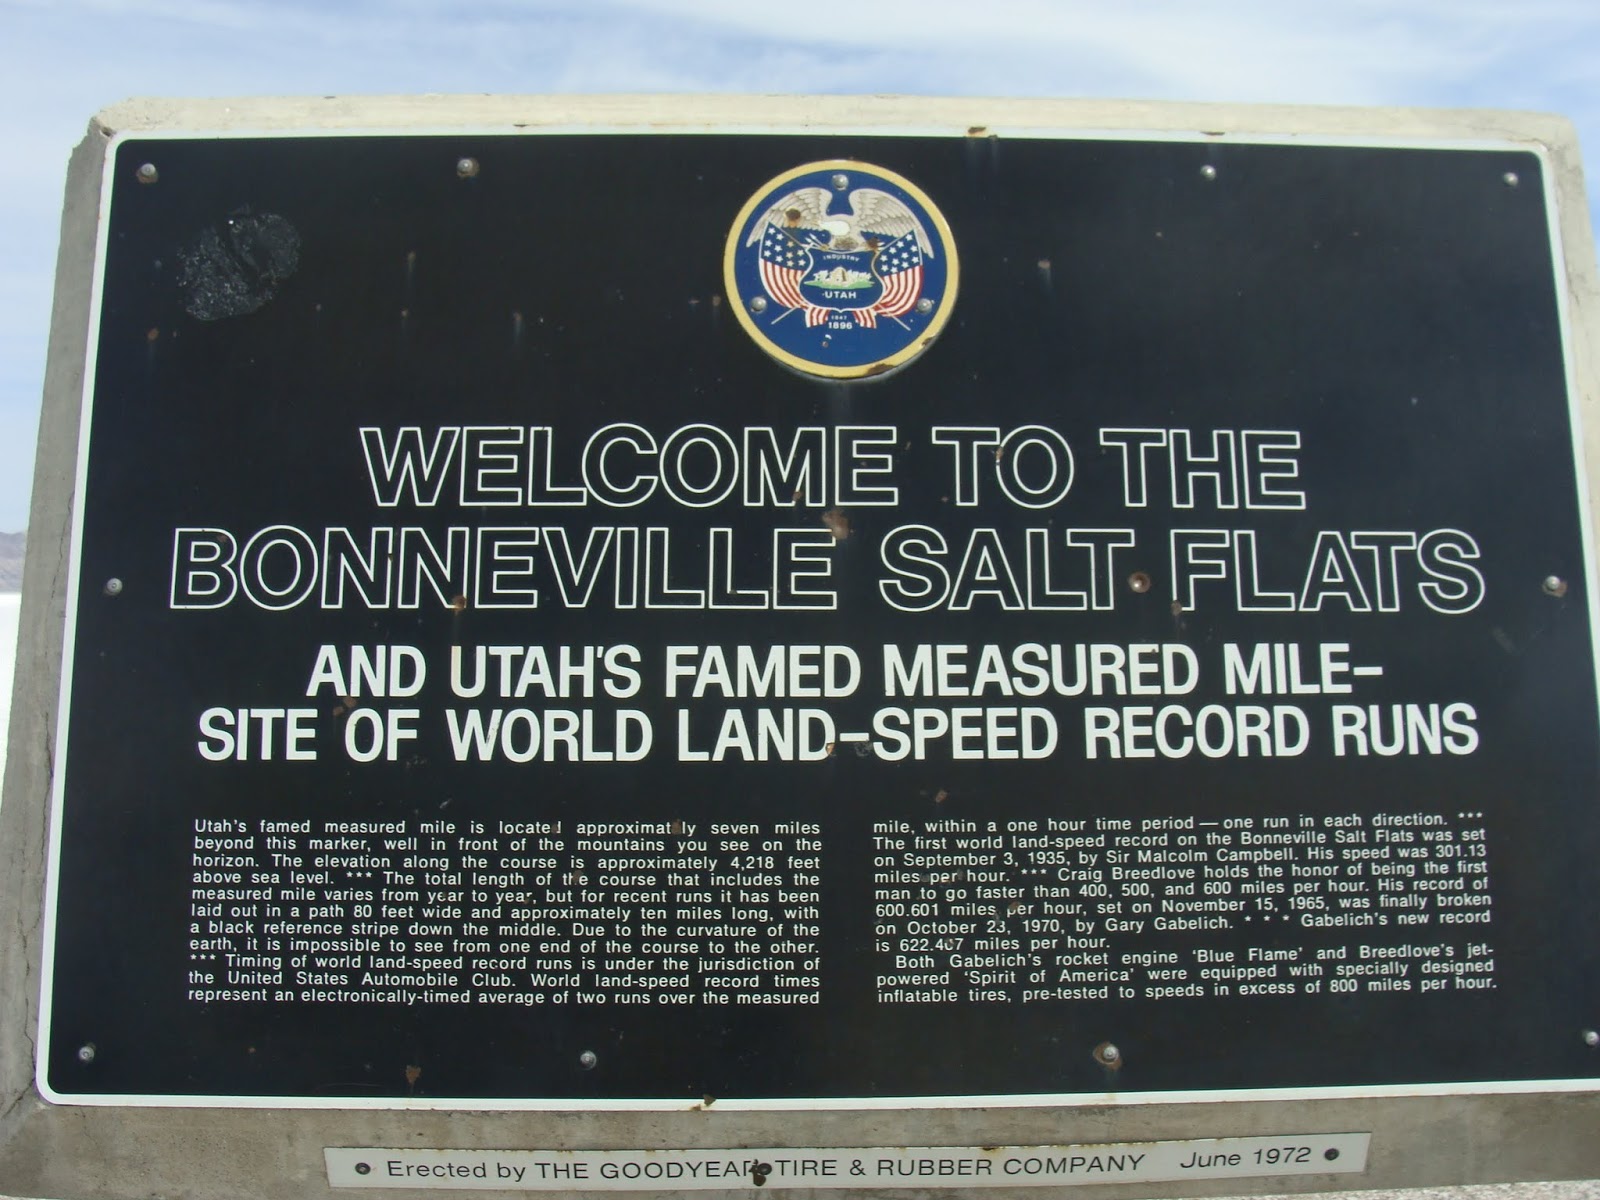 INDUSTRY
UTAH
1847
1896
WELCOME TO THE
BONNEVILLE SALT FLATS
AND UTAH'S FAMED MEASURED MILE-
SITE OF WORLD LAND-SPEED RECORD RUNS
Utah's famed measured mile is located approximately seven miles
beyond this marker, well in front of the mountains you see on the
horizon. The elevation along the course is approximately 4,218 feet
above sea level. *** The total length of the course that includes the
measured mile varies from year to year, but for recent runs it has been
laid out in a path 80 feet wide and approximately ten miles long, with
a black reference stripe down the middle. Due to the curvature of the
earth, it is impossible to see from one end of the course to the other.
*** Timing of world land-speed record runs is under the jurisdiction of
the United States Automobile Club. World land-speed record times
represent an electronically-timed average of two runs over the measured
mile, within a one hour time period — one run in each direction. ***
The first world land-speed record on the Bonneville Salt Flats was set
on September 3, 1935, by Sir Malcolm Campbell. His speed was 301.13
miles per hour. *** Craig Breedlove holds the honor of being the first
man to go faster than 400, 500, and 600 miles per hour. His record of
600.601 miles per hour, set on November 15, 1965, was finally broken
on October 23, 1970, by Gary Gabelich. * * * Gabelich's new record
is 622.407 miles per hour.
Both Gabelich's rocket engine 'Blue Flame' and Breedlove's jet-
powered 'Spirit of America' were equipped with specially designed
inflatable tires, pre-tested to speeds in excess of 800 miles per hour.
Erected by THE GOODYEAR TIRE & RUBBER COMPANY June 1972